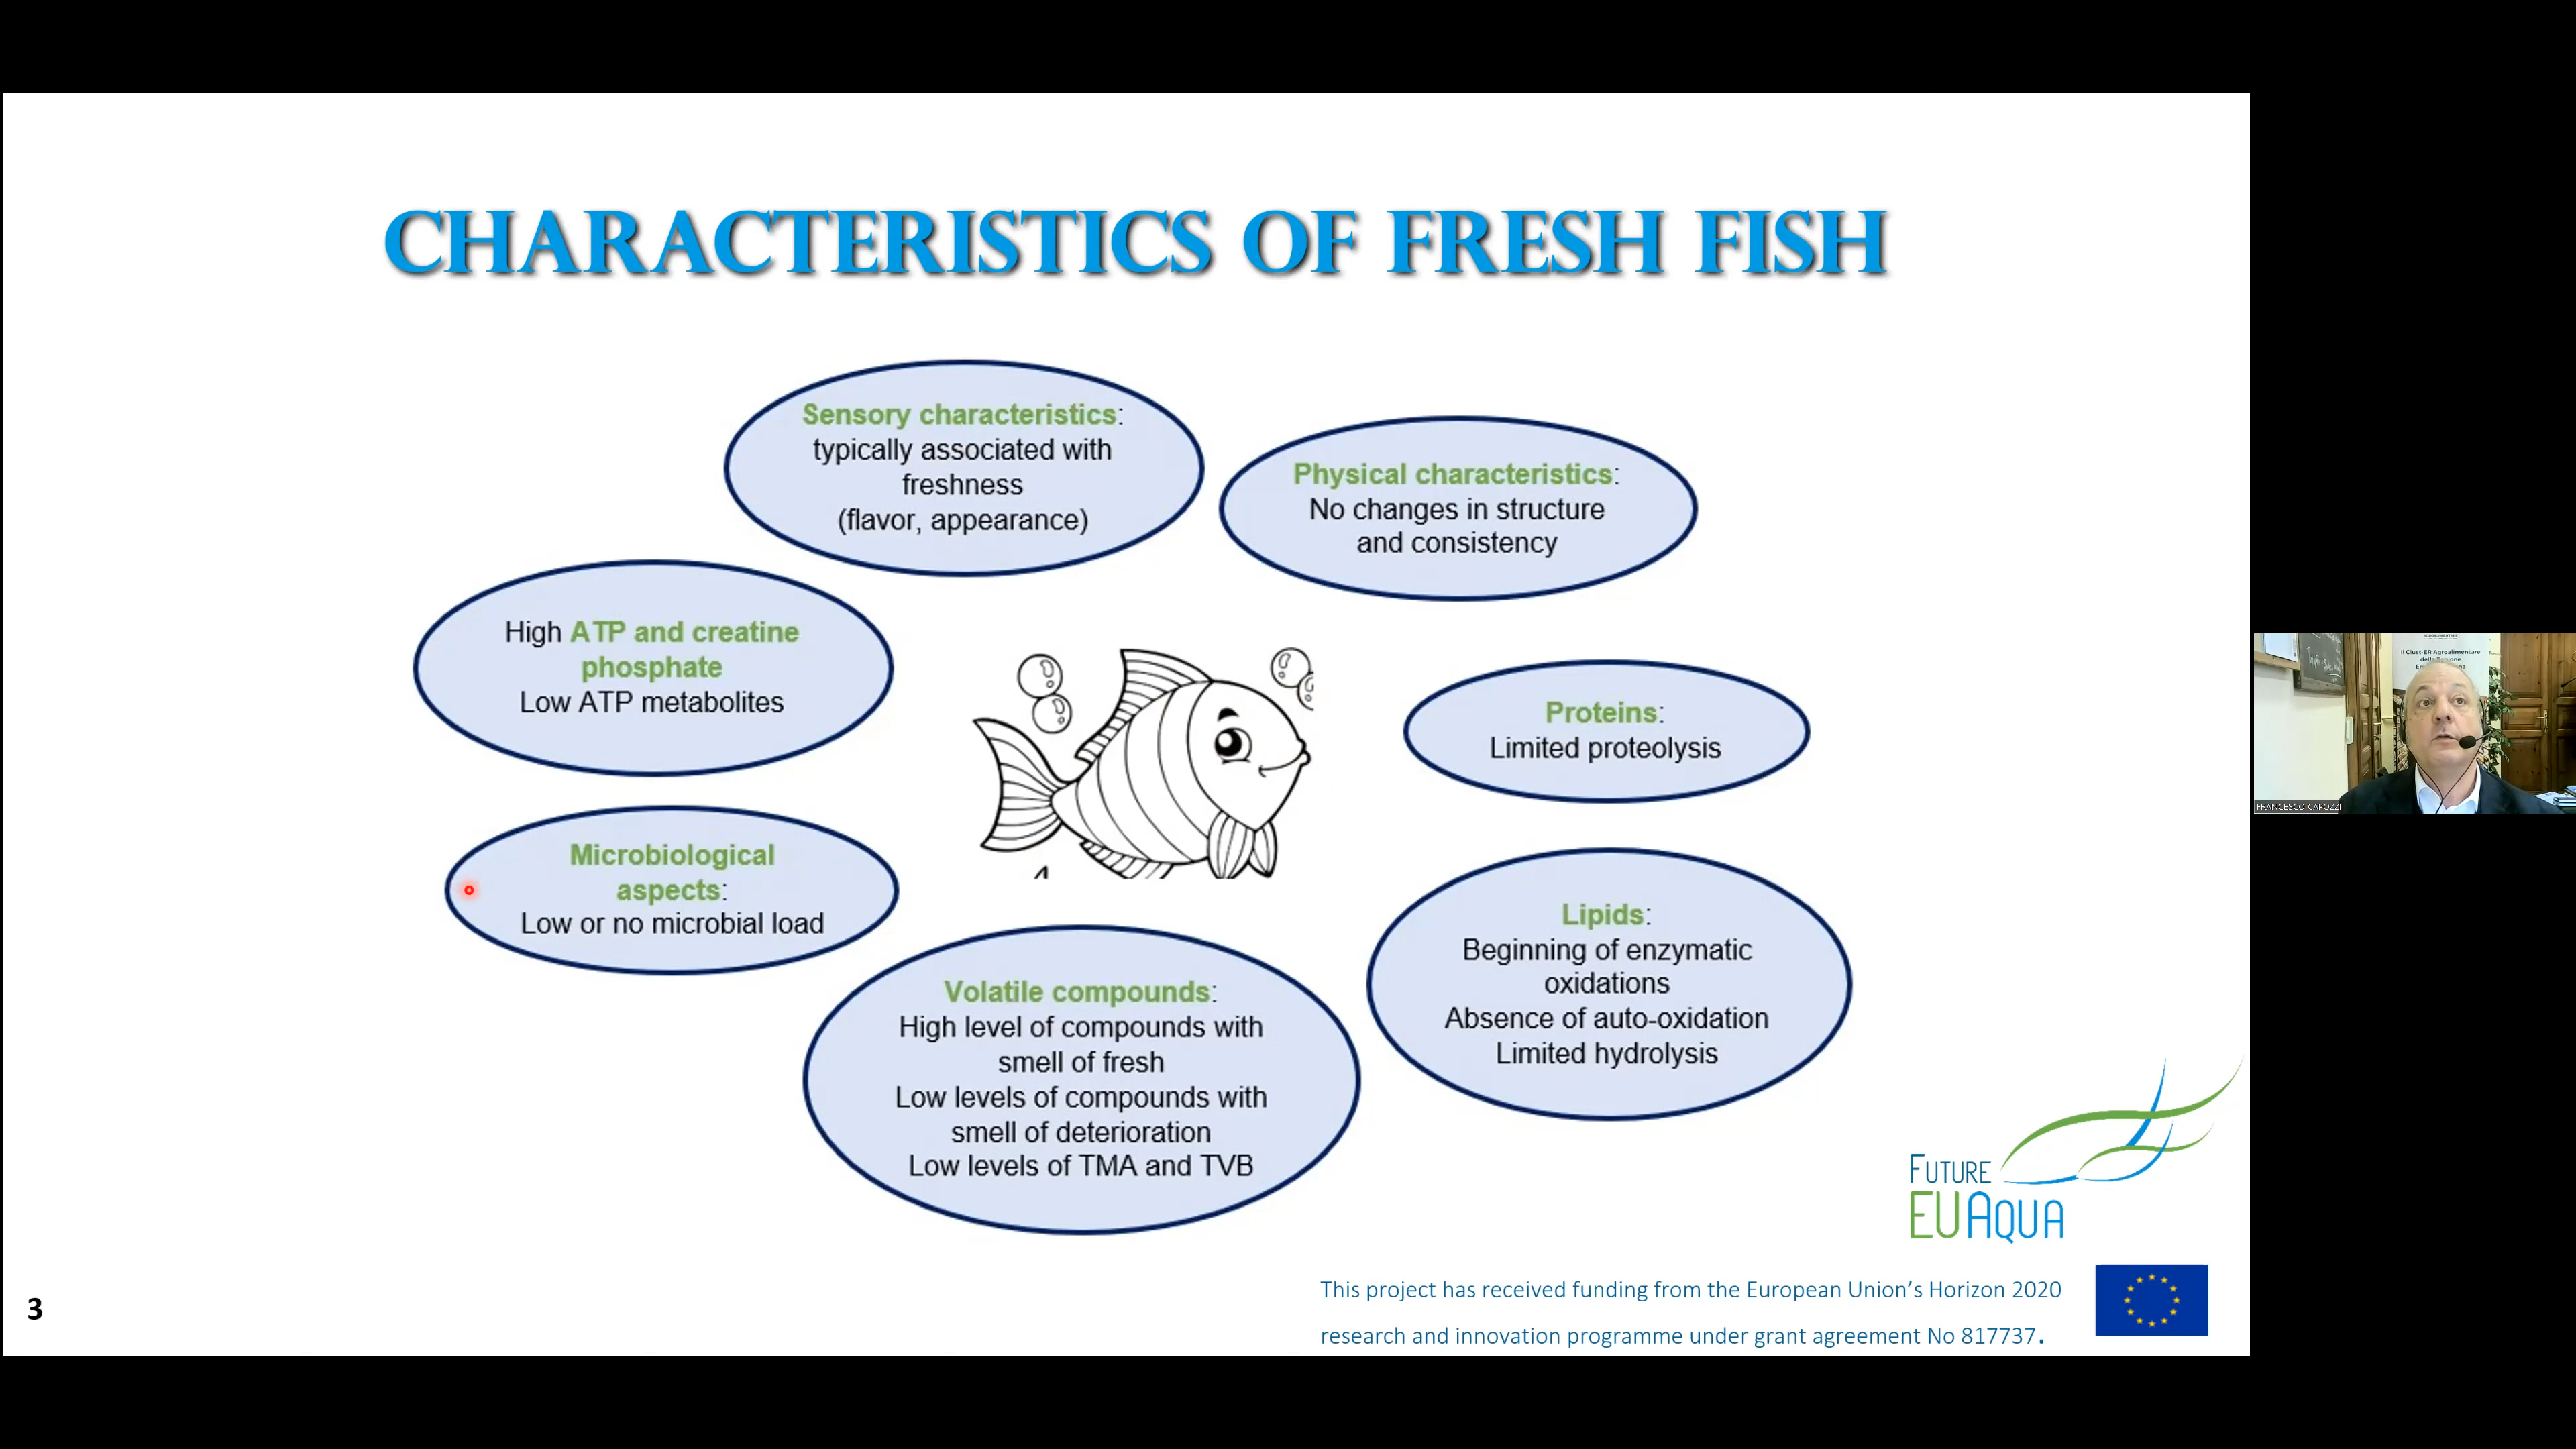 CHARACTERISTICS OF FRESH FISH
Sensory characteristics:
typically associated with
freshness
(flavor, appearance)
Physical characteristics:
No changes in structure
and consistency
High ATP and creatine
phosphate
Low ATP metabolites
Proteins:
Limited proteolysis
Microbiological
aspects:
Low or no microbial load
Lipids:
Beginning of enzymatic
oxidations
Absence of auto-oxidation
Limited hydrolysis
Volatile compounds:
High level of compounds with
smell of fresh
Low levels of compounds with
smell of deterioration
Low levels of TMA and TVB
FUTURE
EUAQUA
This project has received funding from the European Union's Horizon 2020
research and innovation programme under grant agreement No 817737.
3
Il Clust-ER Agroalimentare
FRANCESCO CAPOZZI